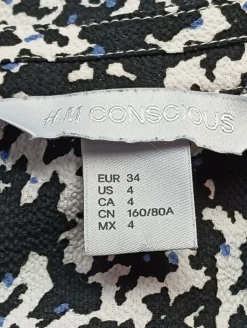 H&M CONSCIOUS
EUR 34
US 4
CA 4
CN 160/80A
MX 4